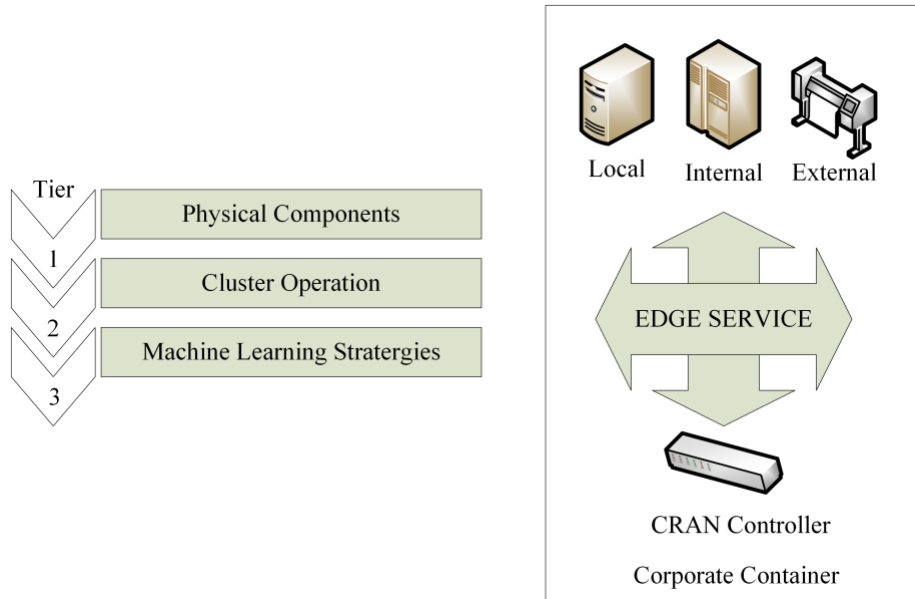 Tier
Physical Components
1
Cluster Operation
2
Machine Learning Stratergies
3
Local
Internal
External
EDGE SERVICE
CRAN Controller
Corporate Container